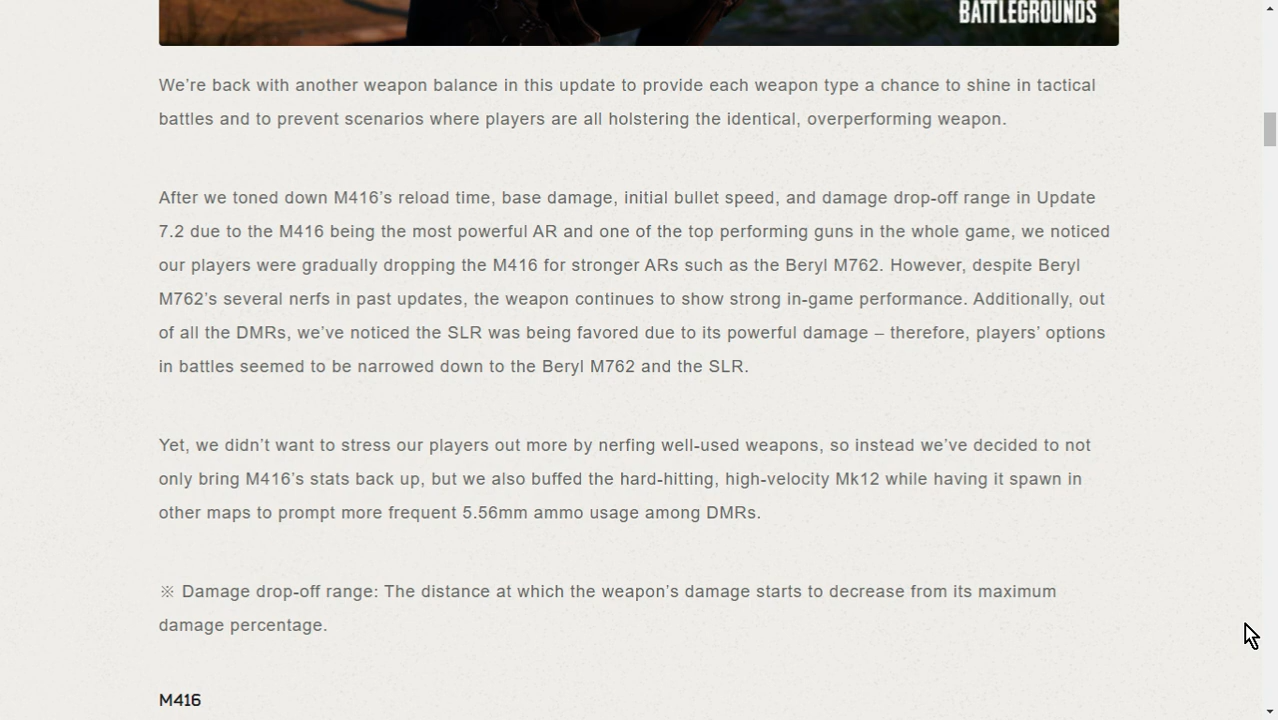 BATTLEGROUNDS
We’re back with another weapon balance in this update to provide each weapon type a chance to shine in tactical
battles and to prevent scenarios where players are all holstering the identical, overperforming weapon.
After we toned down M416’s reload time, base damage, initial bullet speed, and damage drop-off range in Update
7.2 due to the M416 being the most powerful AR and one of the top performing guns in the whole game, we noticed
our players were gradually dropping the M416 for stronger ARs such as the Beryl M762. However, despite Beryl
M762’s several nerfs in past updates, the weapon continues to show strong in-game performance. Additionally, out
of all the DMRs, we’ve noticed the SLR was being favored due to its powerful damage – therefore, players’ options
in battles seemed to be narrowed down to the Beryl M762 and the SLR.
Yet, we didn’t want to stress our players out more by nerfing well-used weapons, so instead we’ve decided to not
only bring M416’s stats back up, but we also buffed the hard-hitting, high-velocity Mk12 while having it spawn in
other maps to prompt more frequent 5.56mm ammo usage among DMRs.
※ Damage drop-off range: The distance at which the weapon’s damage starts to decrease from its maximum
damage percentage.
M416